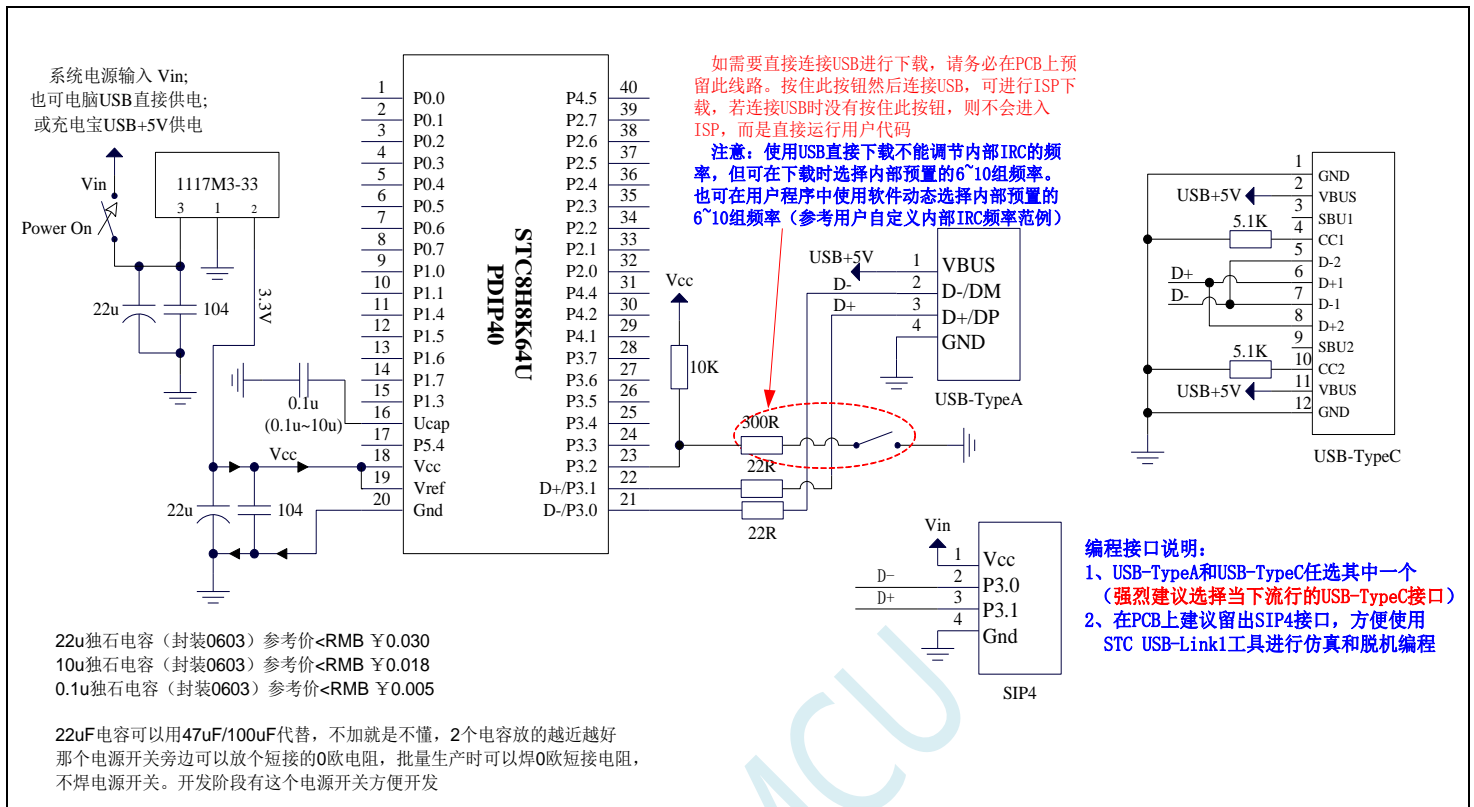 系统电源输入 Vin;
也可电脑USB直接供电;
或充电宝USB+5V供电
Vin
Power On
1117M3-33
3
1
2
22u
104
3.3V
0.1u
(0.1u~10u)
Vcc
22u
104
1
P0.0
2
P0.1
3
P0.2
4
P0.3
5
P0.4
6
P0.5
7
P0.6
8
P0.7
9
P1.0
10
P1.1
11
P1.4
12
P1.5
13
P1.6
14
P1.7
15
P1.3
16
Ucap
17
P5.4
18
Vcc
19
Vref
20
Gnd
STC8H8K64U
PDIP40
40
P4.5
39
P2.7
38
P2.6
37
P2.5
36
P2.4
35
P2.3
34
P2.2
33
P2.1
32
P2.0
31
P4.4
30
P4.2
29
P4.1
28
P3.7
27
P3.6
26
P3.5
25
P3.4
24
P3.3
23
P3.2
22
D+/P3.1
21
D-/P3.0
如需要直接连接USB进行下载，请务必在PCB上预
留此线路。按住此按钮然后连接USB，可进行ISP下
载，若连接USB时没有按住此按钮，则不会进入
ISP，而是直接运行用户代码
注意：使用USB直接下载不能调节内部IRC的频
率，但可在下载时选择内部预置的6~10组频率。
也可在用户程序中使用软件动态选择内部预置的
6~10组频率（参考用户自定义内部IRC频率范例）
Vcc
10K
300R
22R
22R
USB+5V
D-
D+
1
VBUS
2
D-/DM
3
D+/DP
4
GND
USB-TypeA
USB+5V
5.1K
D+
D-
5.1K
USB+5V
1
GND
2
VBUS
3
SBU1
4
CC1
5
D-2
6
D+1
7
D-1
8
D+2
9
SBU2
10
CC2
11
VBUS
12
GND
USB-TypeC
Vin
D-
D+
1
Vcc
2
P3.0
3
P3.1
4
Gnd
SIP4
编程接口说明：
1、USB-TypeA和USB-TypeC任选其中一个
（强烈建议选择当下流行的USB-TypeC接口）
2、在PCB上建议留出SIP4接口，方便使用
STC USB-Link1工具进行仿真和脱机编程
22u独石电容（封装0603）参考价<RMB ￥0.030
10u独石电容（封装0603）参考价<RMB ￥0.018
0.1u独石电容（封装0603）参考价<RMB ￥0.005
22uF电容可以用47uF/100uF代替，不加就是不懂，2个电容放的越近越好
那个电源开关旁边可以放个短接的0欧电阻，批量生产时可以焊0欧短接电阻，
不焊电源开关。开发阶段有这个电源开关方便开发
MCU